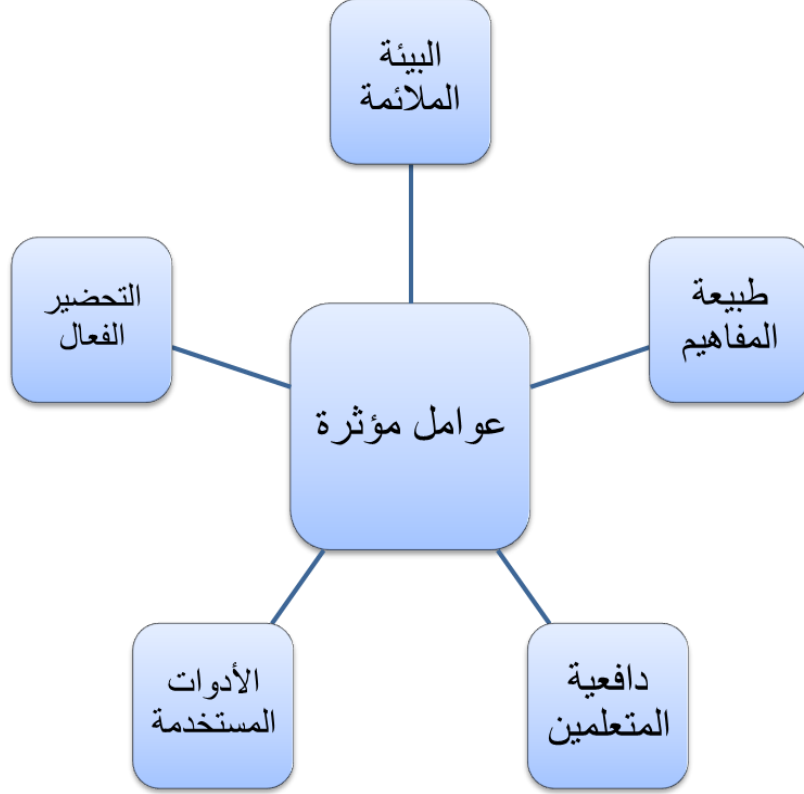 البيئة
الملائمة
طبيعة
المفاهيم
التحضير
الفعال
عوامل مؤثرة
دافعية
المتعلمين
الأدوات
المستخدمة